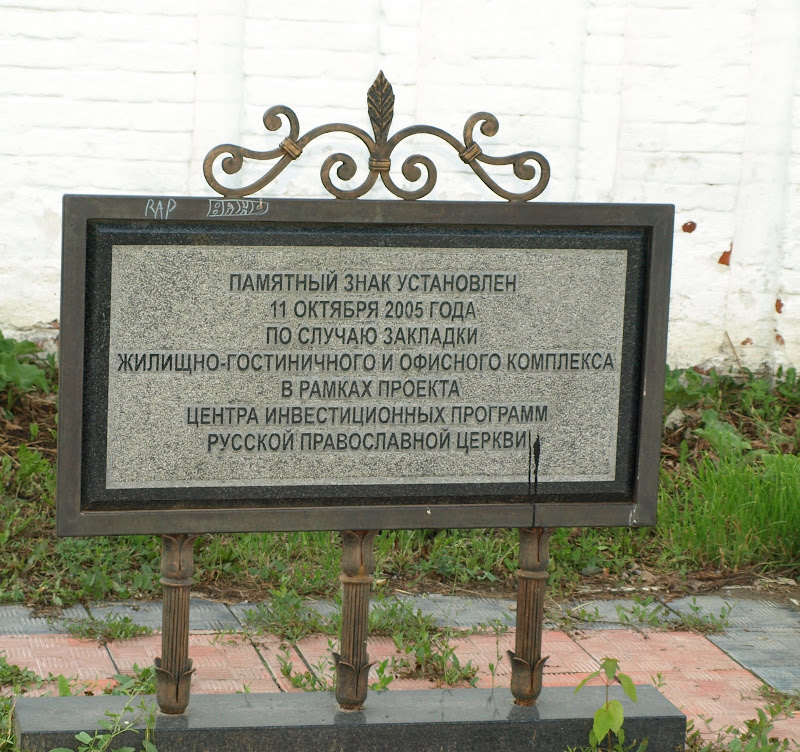 RAP
ПАМЯТНЫЙ ЗНАК УСТАНОВЛЕН
11 ОКТЯБРЯ 2005 ГОДА
ПО СЛУЧАЮ ЗАКЛАДКИ
ЖИЛИЩНО-ГОСТИНИЧНОГО И ОФИСНОГО КОМПЛЕКСА
В РАМКАХ ПРОЕКТА
ЦЕНТРА ИНВЕСТИЦИОННЫХ ПРОГРАММ
РУССКОЙ ПРАВОСЛАВНОЙ ЦЕРКВИ